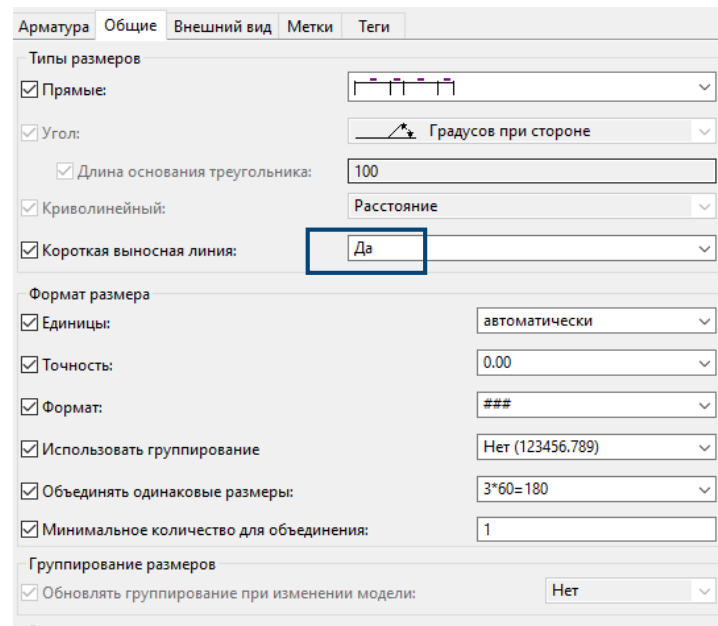 Арматура Общие Внешний вид Метки Теги
Типы размеров
Прямые:
Угол: Градусов при стороне
Длина основания треугольника: 100
Криволинейный: Расстояние
Короткая выносная линия: Да
Формат размера
Единицы: автоматически
Точность: 0.00
Формат: ###
Использовать группирование Нет (123456.789)
Объединять одинаковые размеры: 3*60=180
Минимальное количество для объединения: 1
Группирование размеров
Обновлять группирование при изменении модели: Нет